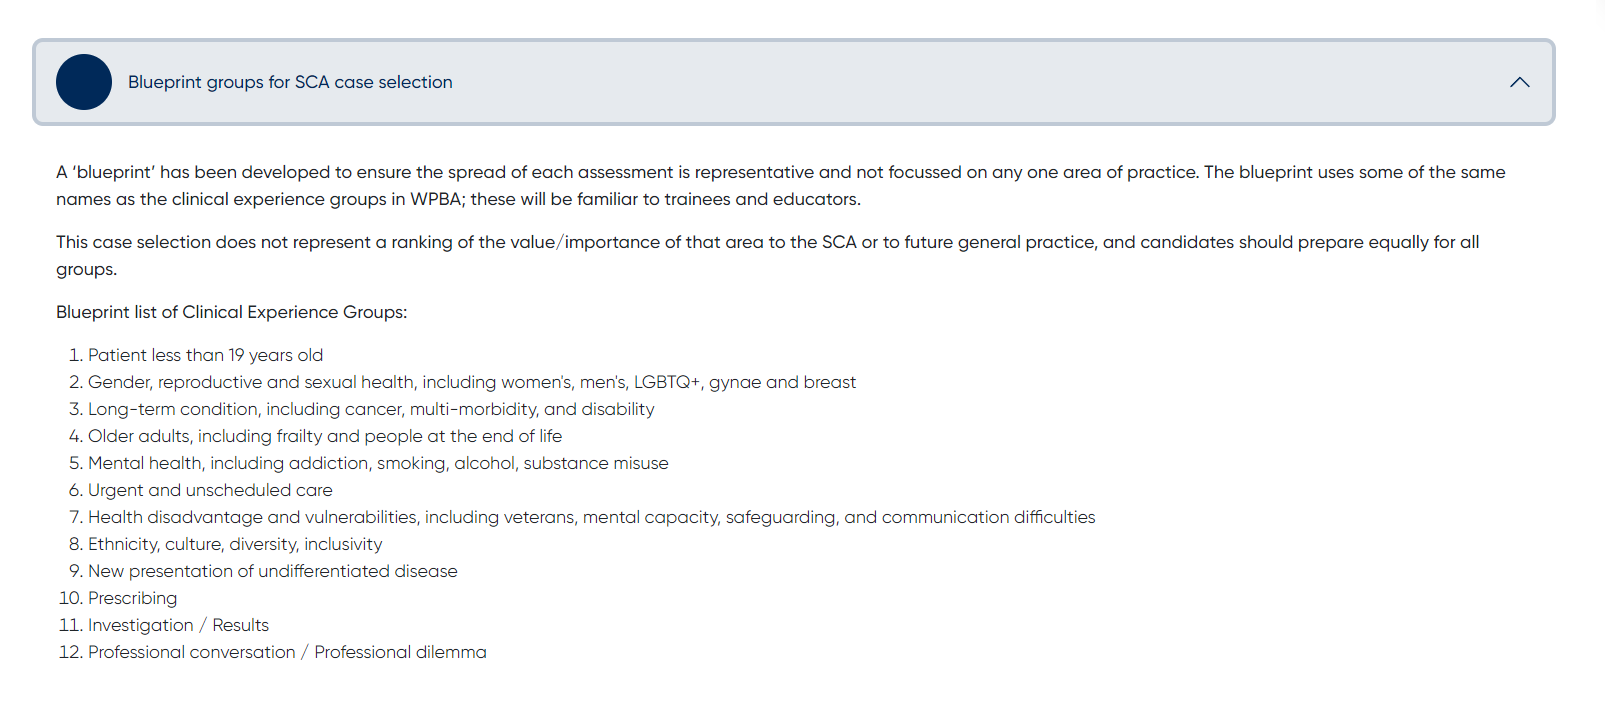 Blueprint groups for SCA case selection
A ‘blueprint’ has been developed to ensure the spread of each assessment is representative and not focussed on any one area of practice. The blueprint uses some of the same
names as the clinical experience groups in WPBA; these will be familiar to trainees and educators.
This case selection does not represent a ranking of the value/importance of that area to the SCA or to future general practice, and candidates should prepare equally for all
groups.
Blueprint list of Clinical Experience Groups:
1. Patient less than 19 years old
2. Gender, reproductive and sexual health, including women's, men's, LGBTQ+, gynae and breast
3. Long-term condition, including cancer, multi-morbidity, and disability
4. Older adults, including frailty and people at the end of life
5. Mental health, including addiction, smoking, alcohol, substance misuse
6. Urgent and unscheduled care
7. Health disadvantage and vulnerabilities, including veterans, mental capacity, safeguarding, and communication difficulties
8. Ethnicity, culture, diversity, inclusivity
9. New presentation of undifferentiated disease
10. Prescribing
11. Investigation / Results
12. Professional conversation / Professional dilemma